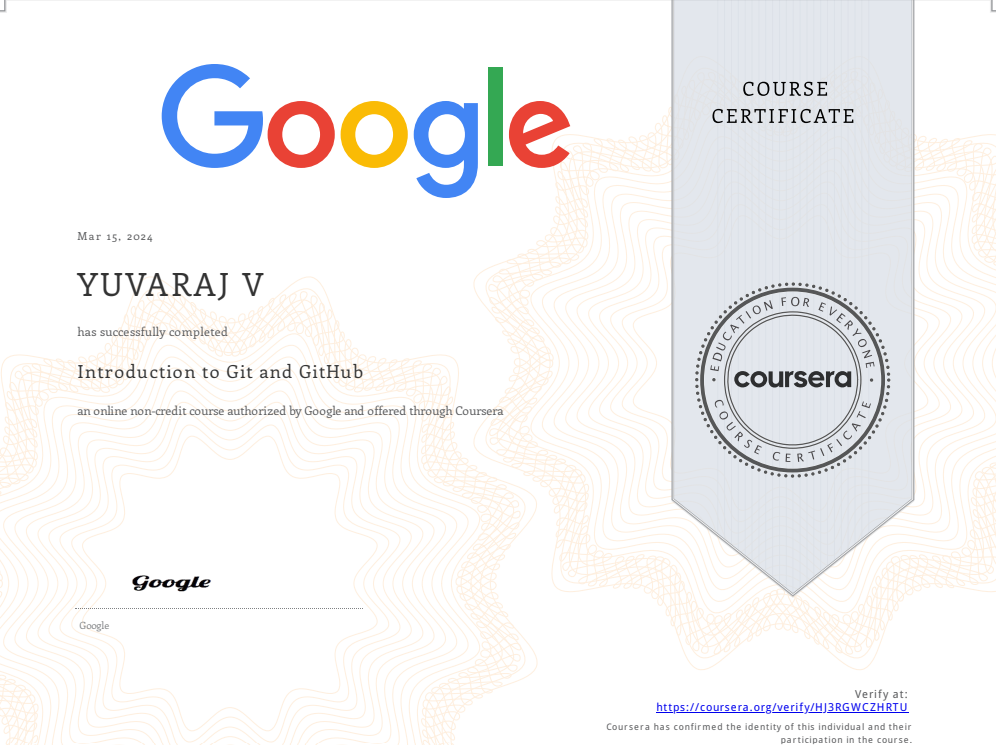 Google
COURSE
CERTIFICATE
Mar 15, 2024
YUVARAJ V
has successfully completed
Introduction to Git and GitHub
an online non-credit course authorized by Google and offered through Coursera
EDUCATION FOR EVERYONE
coursera
COURSE CERTIFICATE
Google
Google
Verify at:
https://coursera.org/verify/HJ3RGWCZHRTU
Coursera has confirmed the identity of this individual and their
participation in the course.